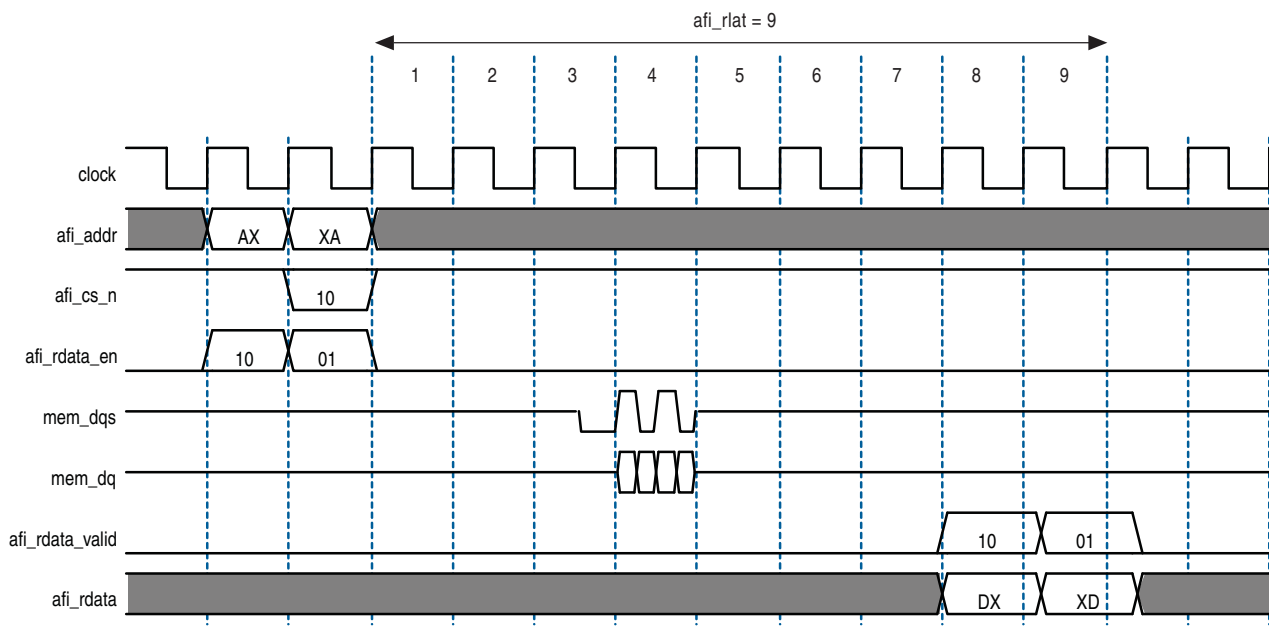 afi_rlat = 9
1 2 3 4 5 6 7 8 9
clock
afi_addr AX XA
afi_cs_n 10
afi_rdata_en 10 01
mem_dqs
mem_dq
afi_rdata_valid 10 01
afi_rdata DX XD